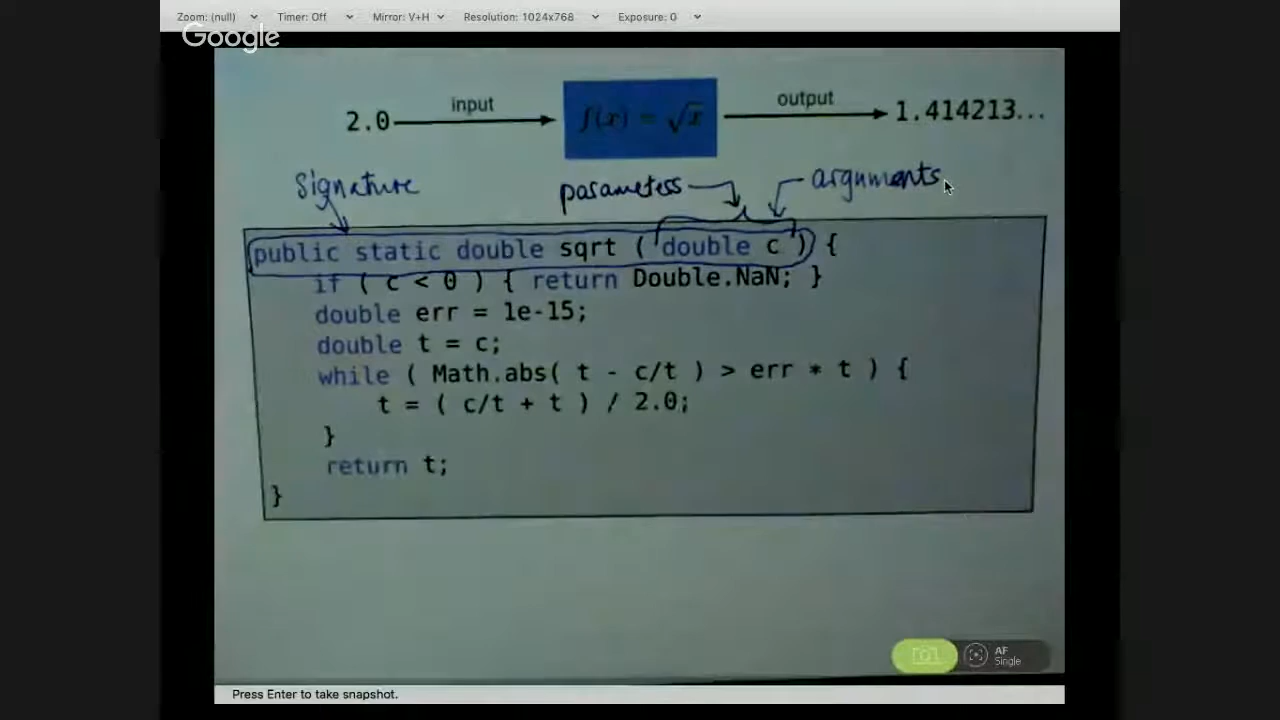 Zoom: (null) Timer: Off Mirror: V+H Resolution: 1024x768 Exposure: 0
Google
input output
2.0 f(x) = √x 1.414213...
signature parameters arguments
public static double sqrt ( double c ) {
if ( c < 0 ) { return Double.NaN; }
double err = 1e-15;
double t = c;
while ( Math.abs( t - c/t ) > err * t ) {
t = ( c/t + t ) / 2.0;
}
return t;
}
AF
Single
Press Enter to take snapshot.